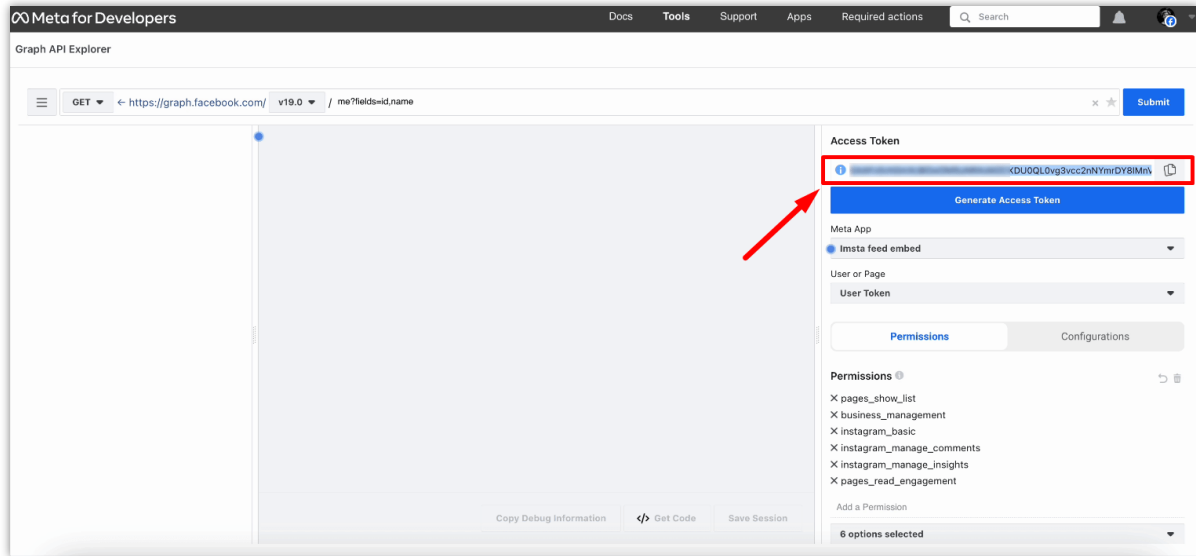 Meta for Developers
Docs Tools Support Apps Required actions Search
Graph API Explorer
GET ← https://graph.facebook.com/ v19.0 / me?fields=id,name Submit
Access Token
Generate Access Token
Meta App
Imsta feed embed
User or Page
User Token
Permissions Configurations
Permissions
pages_show_list
business_management
instagram_basic
instagram_manage_comments
instagram_manage_insights
pages_read_engagement
Add a Permission
6 options selected
Copy Debug Information </> Get Code Save Session